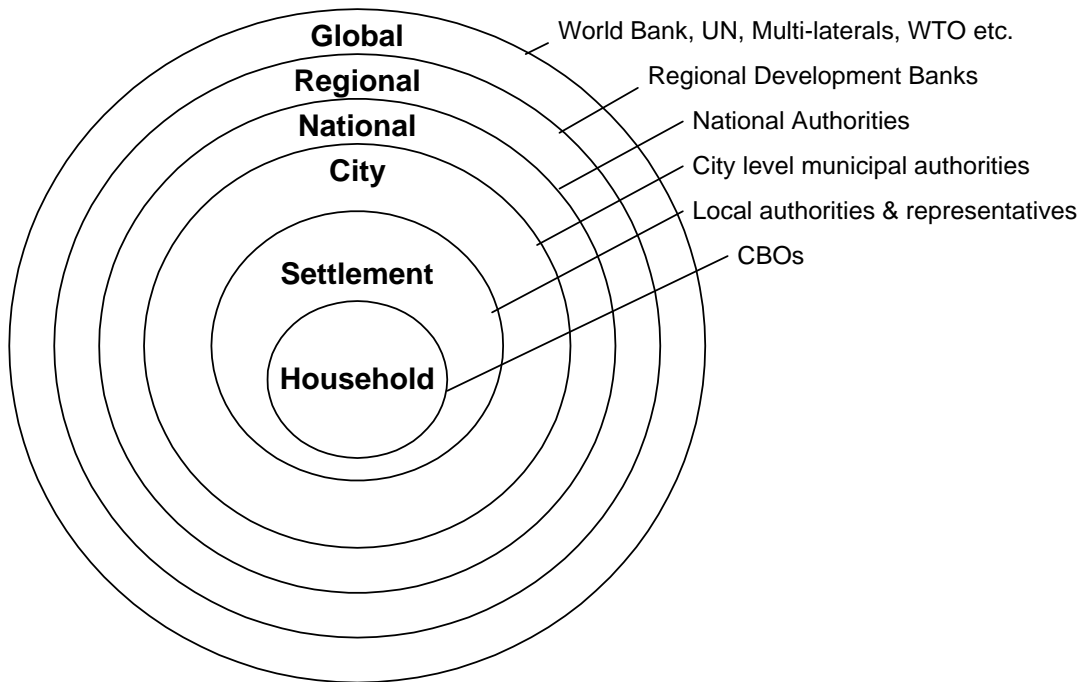 Global
World Bank, UN, Multi-laterals, WTO etc.
Regional
Regional Development Banks
National
National Authorities
City
City level municipal authorities
Local authorities & representatives
CBOs
Settlement
Household